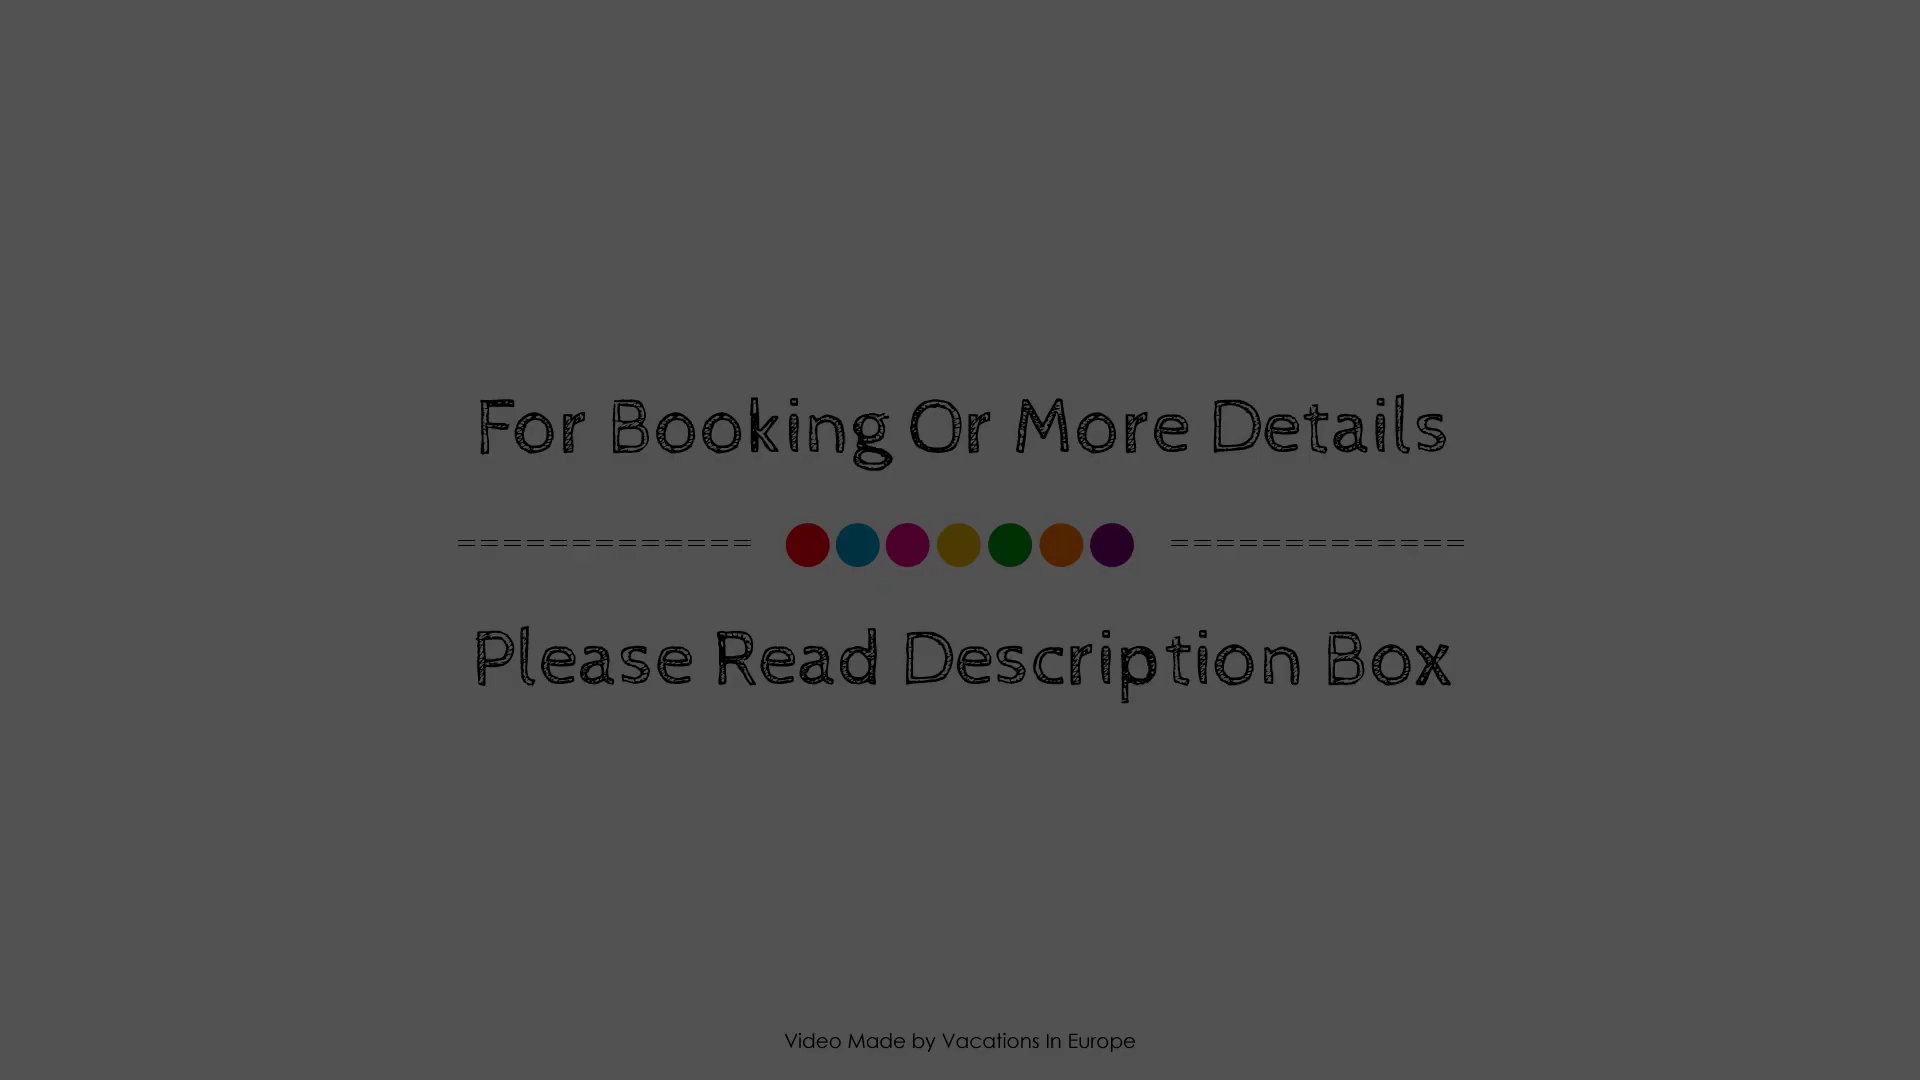 For Booking Or More Details
============= =============
Please Read Description Box
Video Made by Vacations In Europe